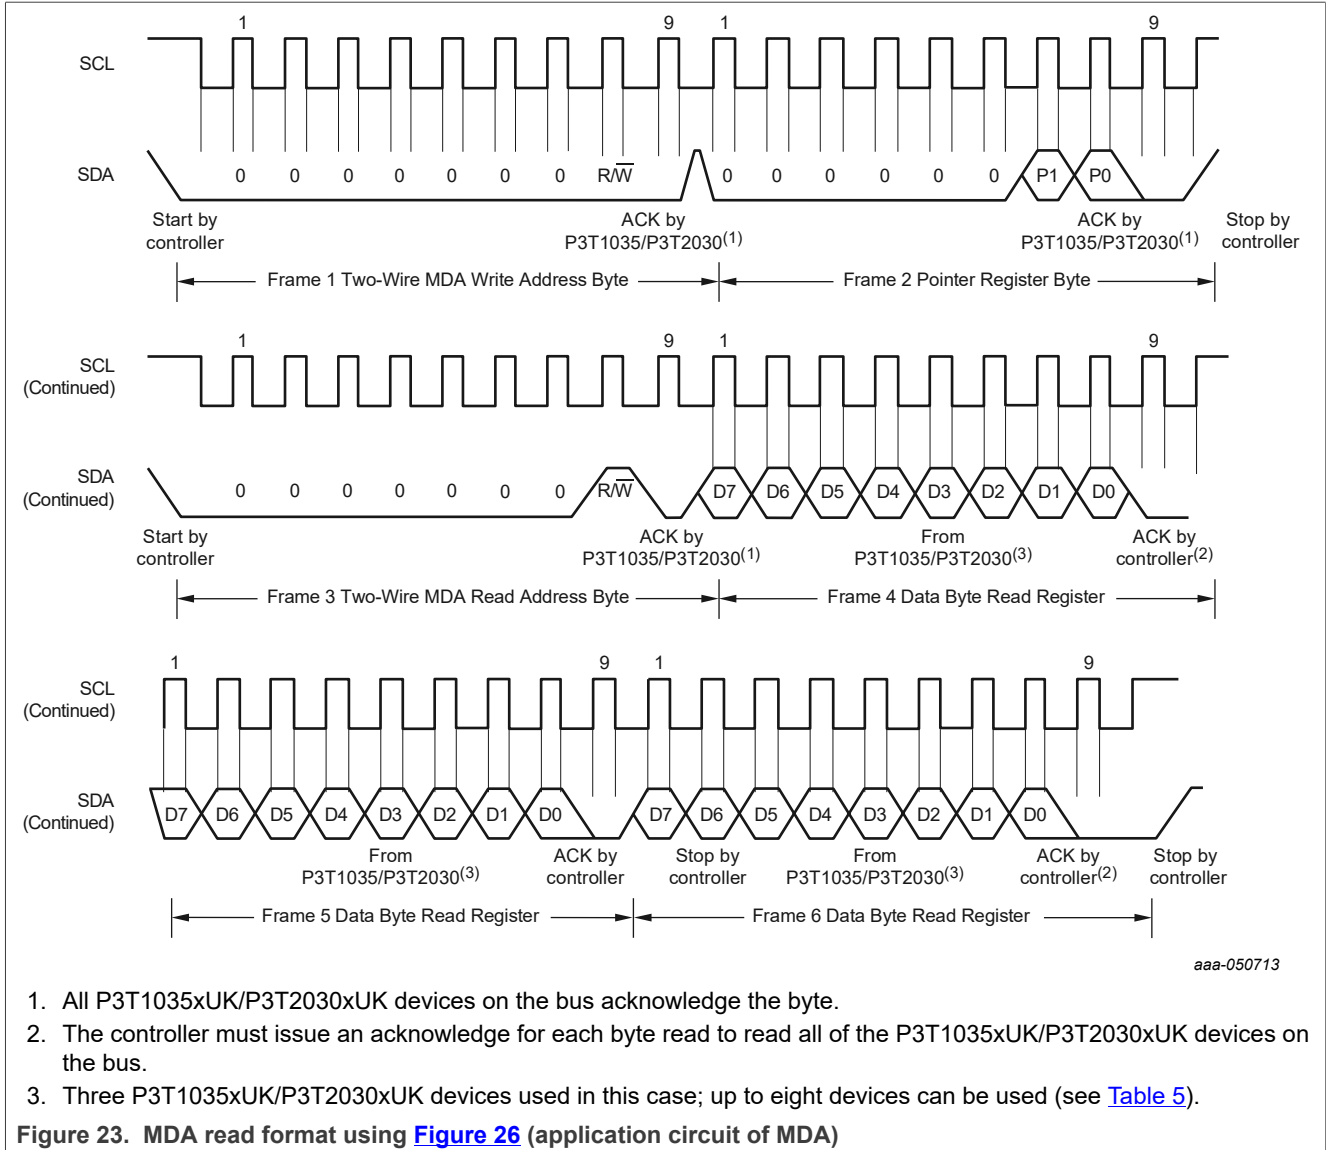 1 9 1 9
SCL
SDA 0 0 0 0 0 0 0 R/W 0 0 0 0 0 0 P1 P0
Start by ACK by ACK by Stop by
controller P3T1035/P3T2030(1) P3T1035/P3T2030(1) controller
Frame 1 Two-Wire MDA Write Address Byte Frame 2 Pointer Register Byte
1 9 1 9
SCL
(Continued)
SDA
(Continued) 0 0 0 0 0 0 0 R/W D7 D6 D5 D4 D3 D2 D1 D0
Start by ACK by From ACK by
controller P3T1035/P3T2030(1) P3T1035/P3T2030(3) controller(2)
Frame 3 Two-Wire MDA Read Address Byte Frame 4 Data Byte Read Register
1 9 1 9
SCL
(Continued)
SDA
(Continued) D7 D6 D5 D4 D3 D2 D1 D0 D7 D6 D5 D4 D3 D2 D1 D0
From ACK by Stop by From ACK by Stop by
P3T1035/P3T2030(3) controller controller P3T1035/P3T2030(3) controller(2) controller
Frame 5 Data Byte Read Register Frame 6 Data Byte Read Register
aaa-050713
1. All P3T1035xUK/P3T2030xUK devices on the bus acknowledge the byte.
2. The controller must issue an acknowledge for each byte read to read all of the P3T1035xUK/P3T2030xUK devices on
the bus.
3. Three P3T1035xUK/P3T2030xUK devices used in this case; up to eight devices can be used (see Table 5).
Figure 23. MDA read format using Figure 26 (application circuit of MDA)